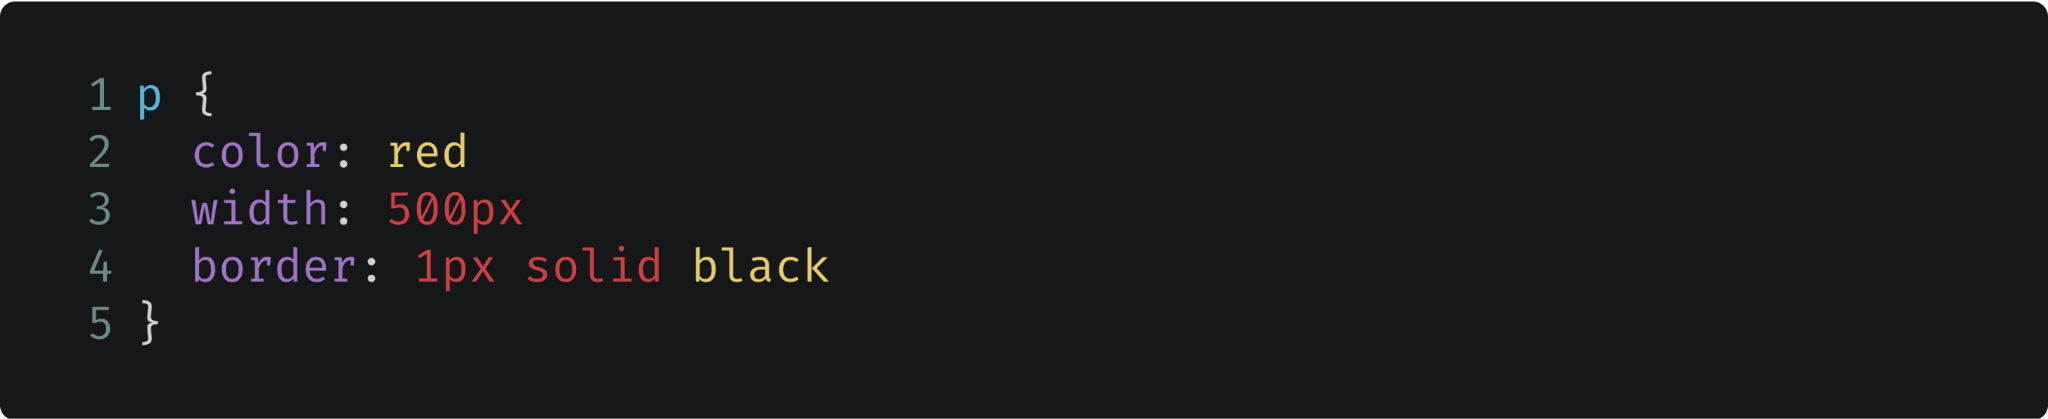 1 p {
2   color: red
3   width: 500px
4   border: 1px solid black
5 }